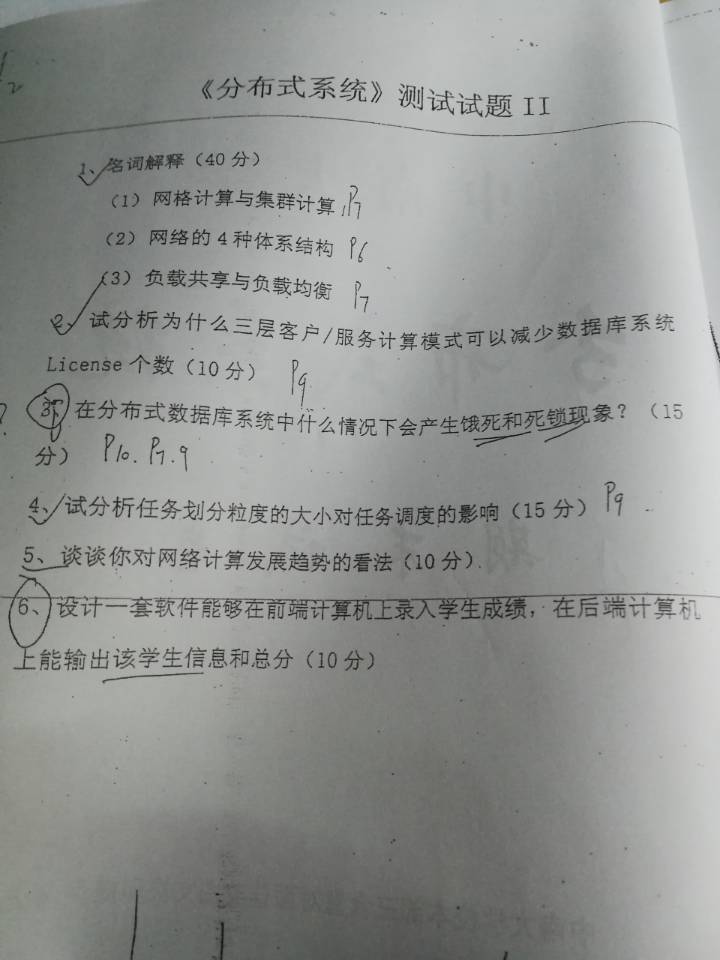 《分布式系统》测试试题 II
1、名词解释（40 分）
（1）网格计算与集群计算 P7
（2）网络的 4 种体系结构 P6
（3）负载共享与负载均衡 P7
2、试分析为什么三层客户/服务计算模式可以减少数据库系统
License 个数（10 分） P9
3、在分布式数据库系统中什么情况下会产生饿死和死锁现象？（15
分） P10. P7.9
4、试分析任务划分粒度的大小对任务调度的影响（15 分） P9
5、谈谈你对网络计算发展趋势的看法（10 分）.
6、设计一套软件能够在前端计算机上录入学生成绩，在后端计算机
上能输出该学生信息和总分（10 分）